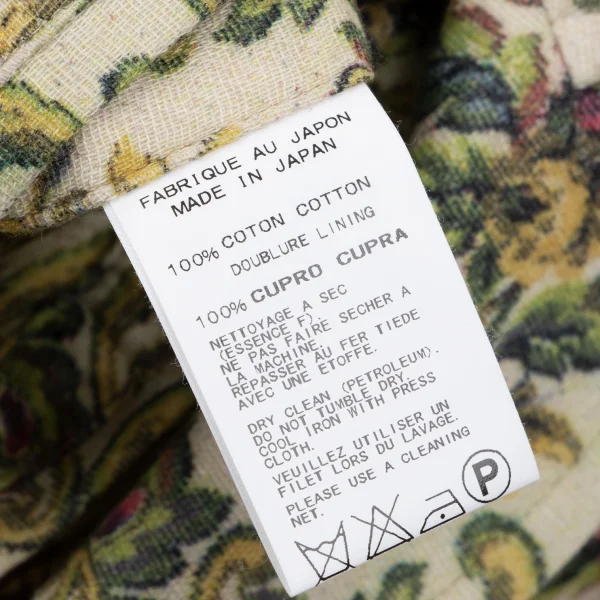 FABRIQUE AU JAPON
MADE IN JAPAN
100% COTON COTTON
DOUBLURE LINING
100% CUPRO CUPRA
NETTOYAGE A SEC
(ESSENCE F).
NE PAS FAIRE SECHER A
LA MACHINE.
REPASSER AU FER TIEDE
AVEC UNE ETOFFE.
DRY CLEAN (PETROLEUM).
DO NOT TUMBLE DRY.
COOL IRON WITH PRESS
CLOTH.
VEUILLEZ UTILISER UN
FILET LORS DU LAVAGE.
PLEASE USE A CLEANING
NET.
P